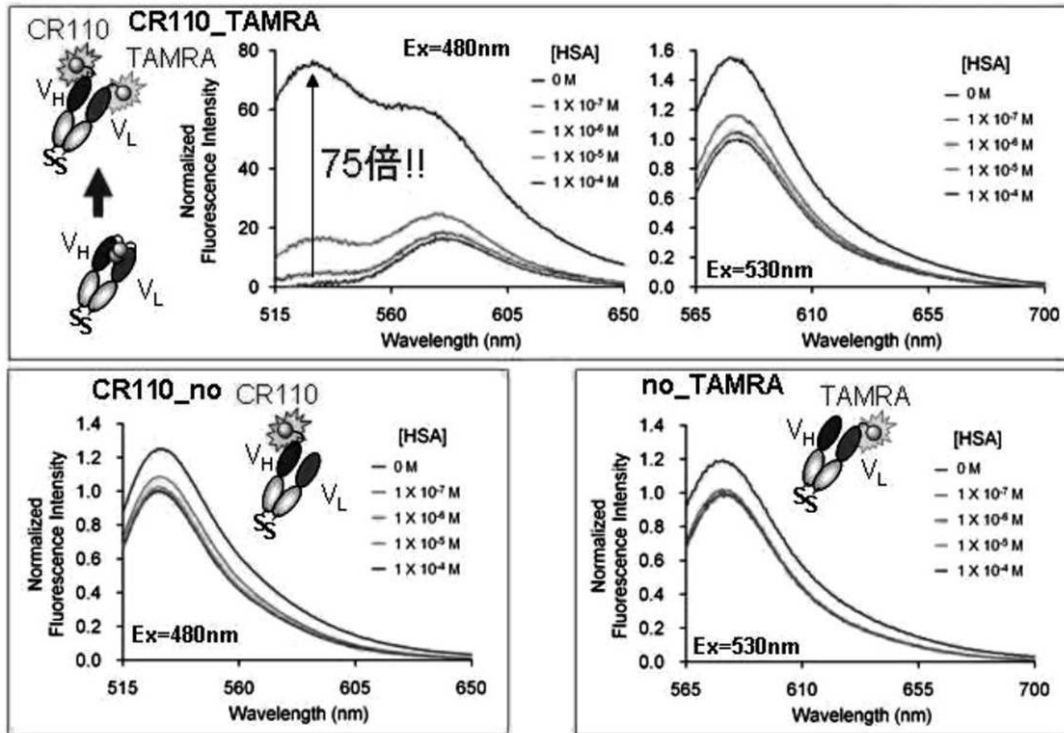 CR110
CR110_TAMRA
TAMRA
VH
VL
SS
VH
VL
SS
Ex=480nm
75倍!!
Normalized
Fluorescence Intensity
80
60
40
20
0
515
560
605
650
Wavelength (nm)
[HSA]
0 M
1 X 10⁻⁷ M
1 X 10⁻⁶ M
1 X 10⁻⁵ M
1 X 10⁻⁴ M
Normalized
Fluorescence Intensity
1.6
1.4
1.2
1.0
0.8
0.6
0.4
0.2
0.0
Ex=530nm
565
610
655
700
Wavelength (nm)
[HSA]
0 M
1 X 10⁻⁷ M
1 X 10⁻⁶ M
1 X 10⁻⁵ M
1 X 10⁻⁴ M
CR110_no
CR110
VH
VL
SS
Normalized
Fluorescence Intensity
1.4
1.2
1.0
0.8
0.6
0.4
0.2
0.0
Ex=480nm
515
560
605
650
Wavelength (nm)
[HSA]
0 M
1 X 10⁻⁷ M
1 X 10⁻⁶ M
1 X 10⁻⁵ M
1 X 10⁻⁴ M
no_TAMRA
TAMRA
VH
VL
SS
Normalized
Fluorescence Intensity
1.4
1.2
1.0
0.8
0.6
0.4
0.2
0.0
Ex=530nm
565
610
655
700
Wavelength (nm)
[HSA]
0 M
1 X 10⁻⁷ M
1 X 10⁻⁶ M
1 X 10⁻⁵ M
1 X 10⁻⁴ M